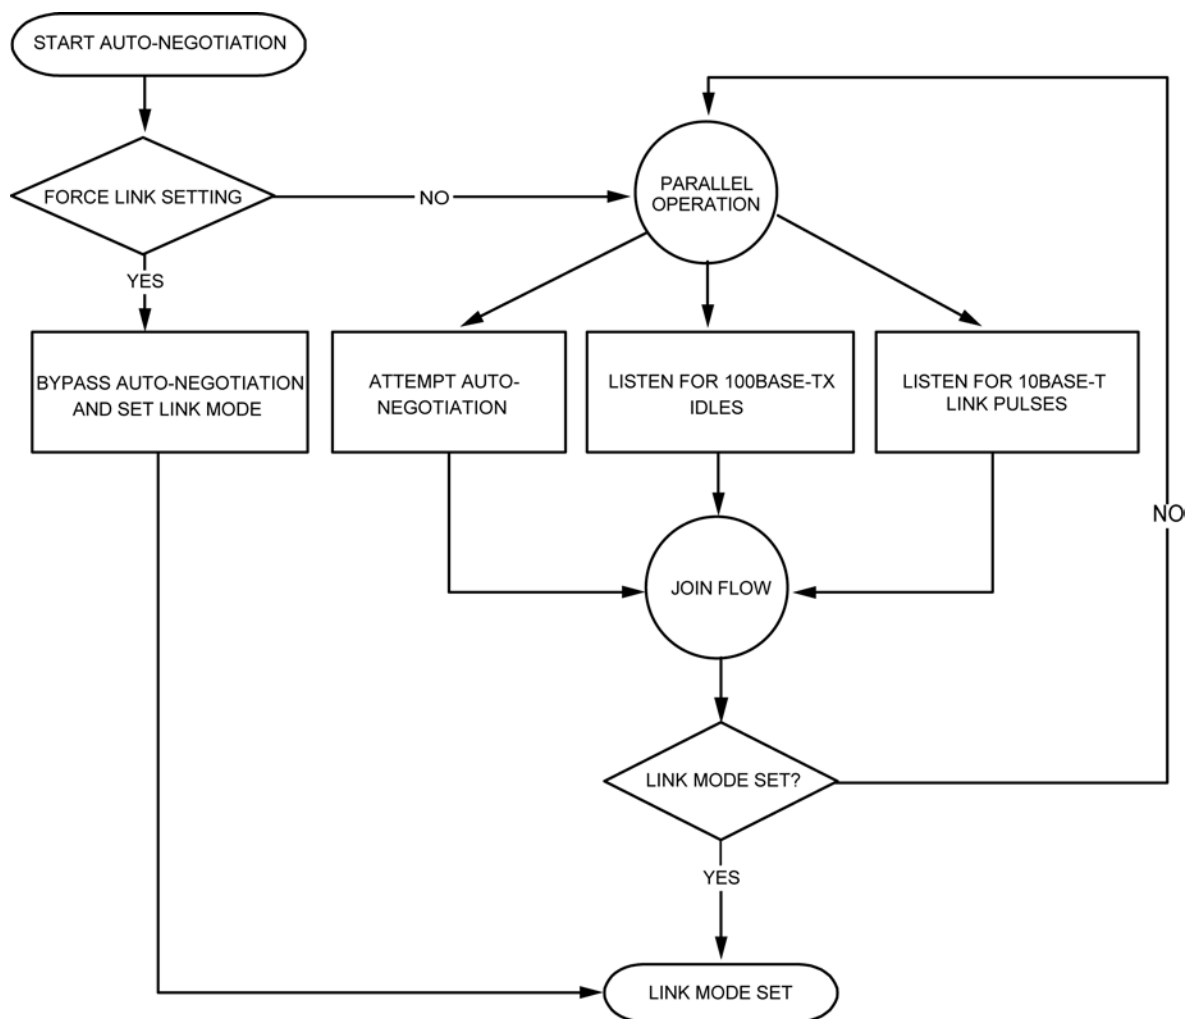 START AUTO-NEGOTIATION
FORCE LINK SETTING
NO
PARALLEL
OPERATION
YES
BYPASS AUTO-NEGOTIATION
AND SET LINK MODE
ATTEMPT AUTO-
NEGOTIATION
LISTEN FOR 100BASE-TX
IDLES
LISTEN FOR 10BASE-T
LINK PULSES
NO
JOIN FLOW
LINK MODE SET?
YES
LINK MODE SET